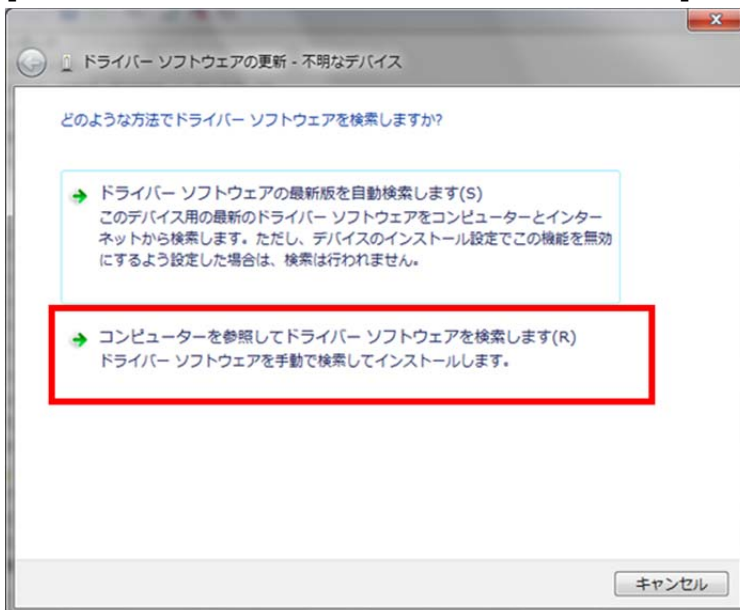 ドライバー ソフトウェアの更新 - 不明なデバイス
どのような方法でドライバー ソフトウェアを検索しますか?
ドライバー ソフトウェアの最新版を自動検索します(S)
このデバイス用の最新のドライバー ソフトウェアをコンピューターとインター
ネットから検索します。ただし、デバイスのインストール設定でこの機能を無効
にするよう設定した場合は、検索は行われません。
コンピューターを参照してドライバー ソフトウェアを検索します(R)
ドライバー ソフトウェアを手動で検索してインストールします。
キャンセル